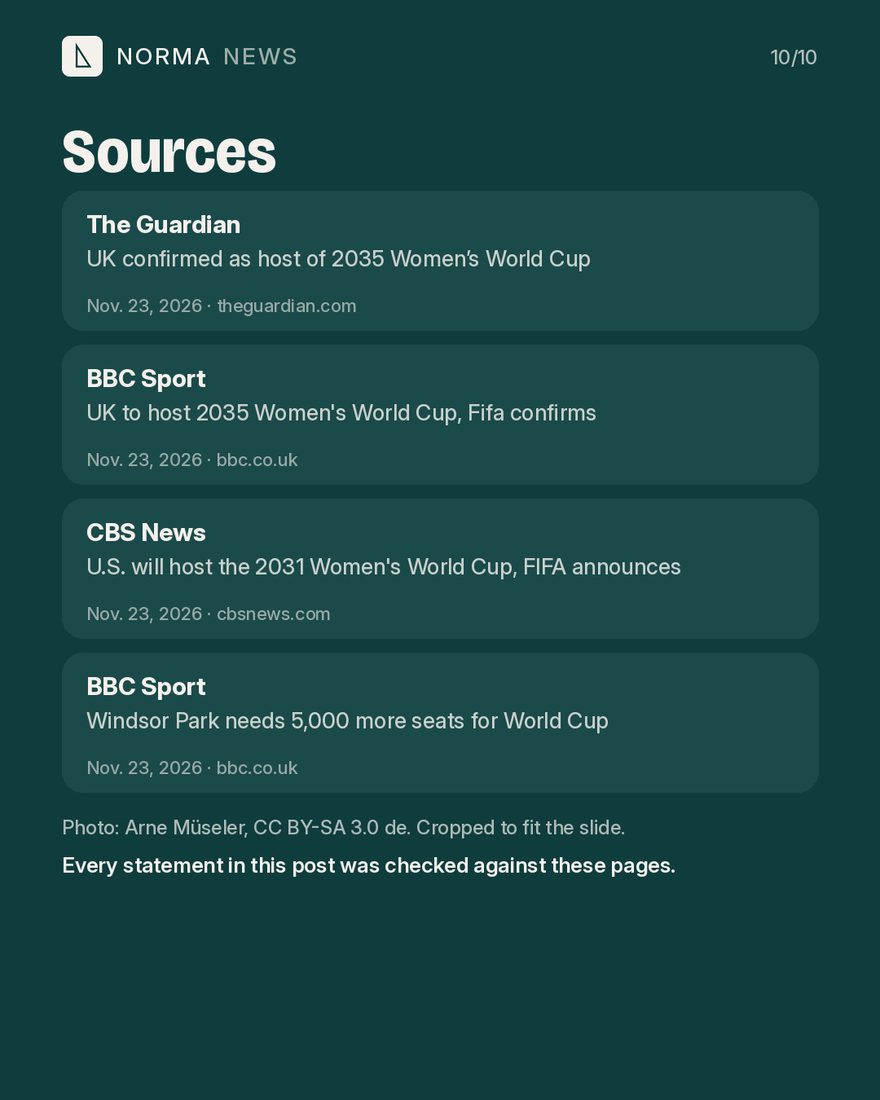 NORMA NEWS
10/10
Sources
The Guardian
UK confirmed as host of 2035 Women’s World Cup
Nov. 23, 2026 · theguardian.com
BBC Sport
UK to host 2035 Women's World Cup, Fifa confirms
Nov. 23, 2026 · bbc.co.uk
CBS News
U.S. will host the 2031 Women's World Cup, FIFA announces
Nov. 23, 2026 · cbsnews.com
BBC Sport
Windsor Park needs 5,000 more seats for World Cup
Nov. 23, 2026 · bbc.co.uk
Photo: Arne Müseler, CC BY-SA 3.0 de. Cropped to fit the slide.
Every statement in this post was checked against these pages.